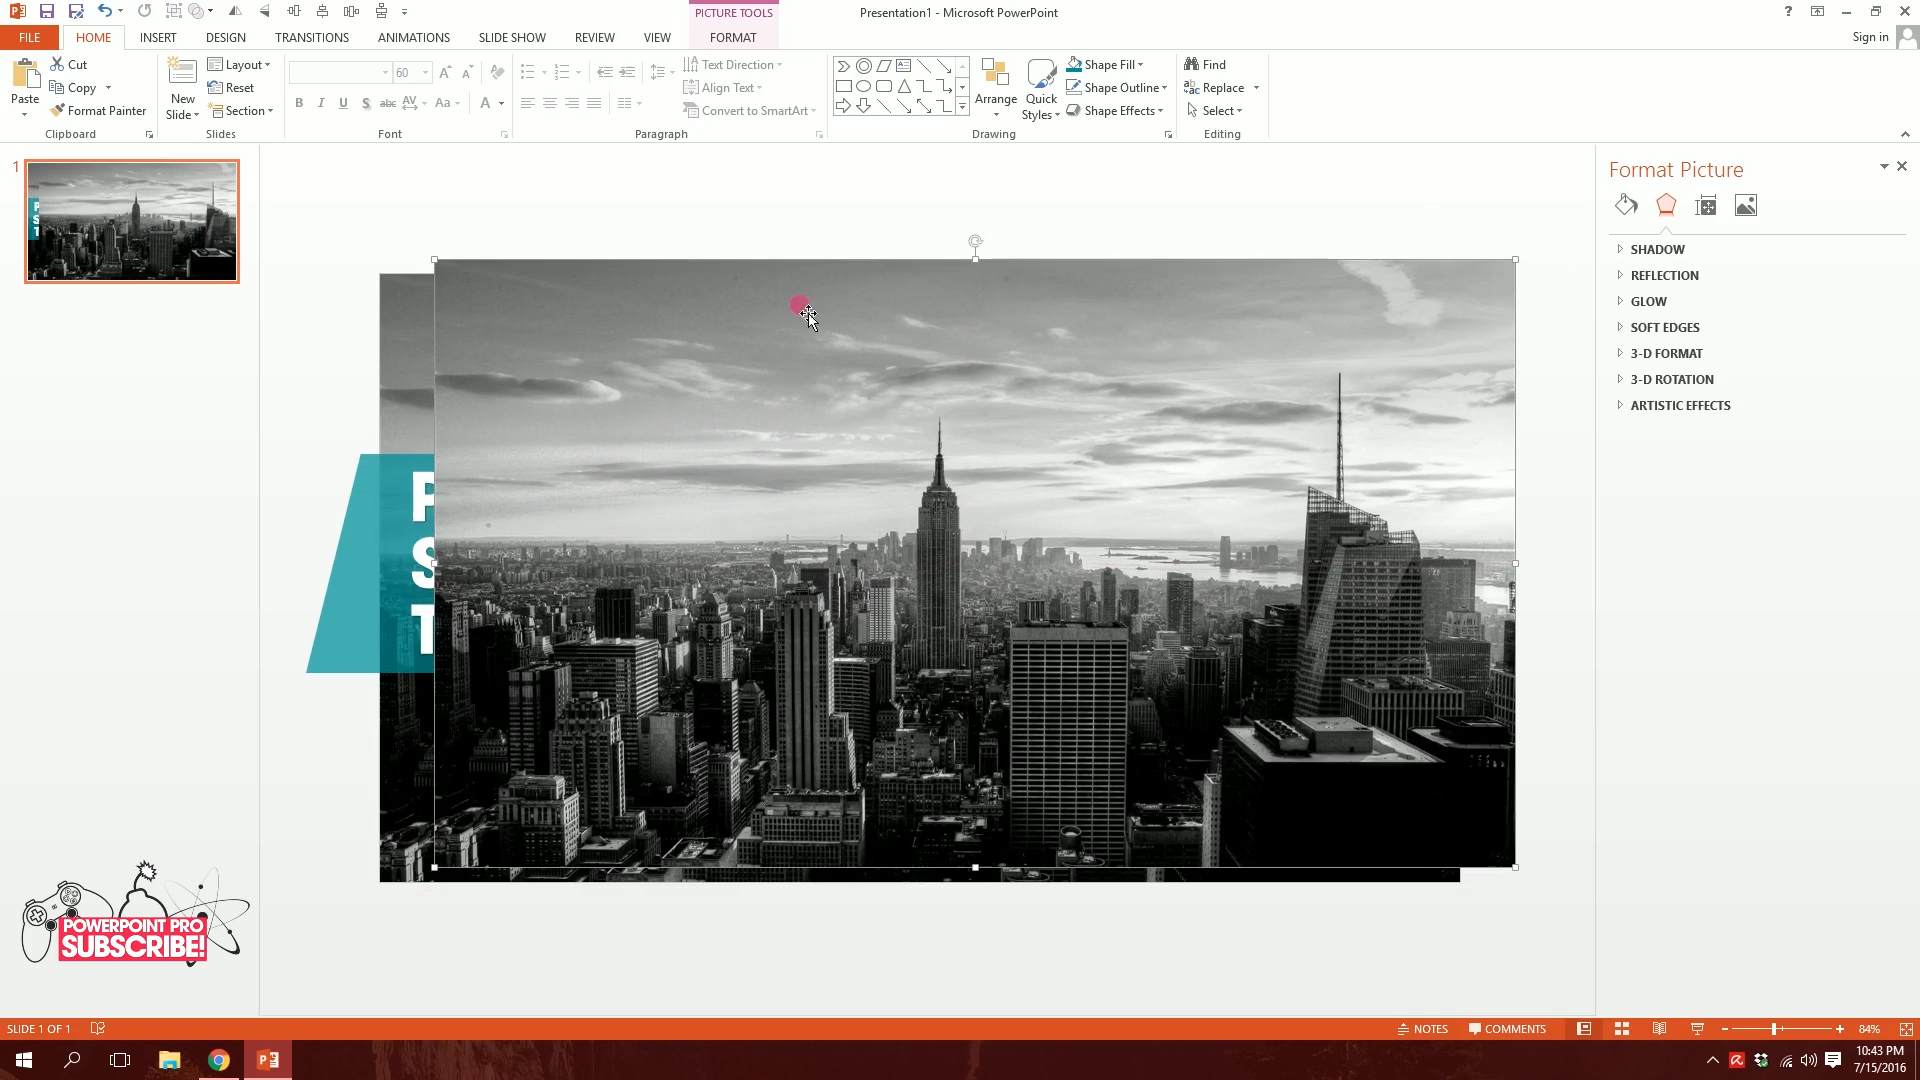 PICTURE TOOLS
Presentation1 - Microsoft PowerPoint
?
FILE
HOME
INSERT
DESIGN
TRANSITIONS
ANIMATIONS
SLIDE SHOW
REVIEW
VIEW
FORMAT
Sign in
Paste
Cut
Copy
Format Painter
Clipboard
New
Slide
Layout
Reset
Section
Slides
60
B I U S abc AV Aa A
Font
Text Direction
Align Text
Convert to SmartArt
Paragraph
Arrange
Quick
Styles
Shape Fill
Shape Outline
Shape Effects
Drawing
Find
Replace
Select
Editing
1
P
S
T
P
S
T
Format Picture
SHADOW
REFLECTION
GLOW
SOFT EDGES
3-D FORMAT
3-D ROTATION
ARTISTIC EFFECTS
POWERPOINT PRO
SUBSCRIBE!
SLIDE 1 OF 1
NOTES
COMMENTS
84%
10:43 PM
7/15/2016